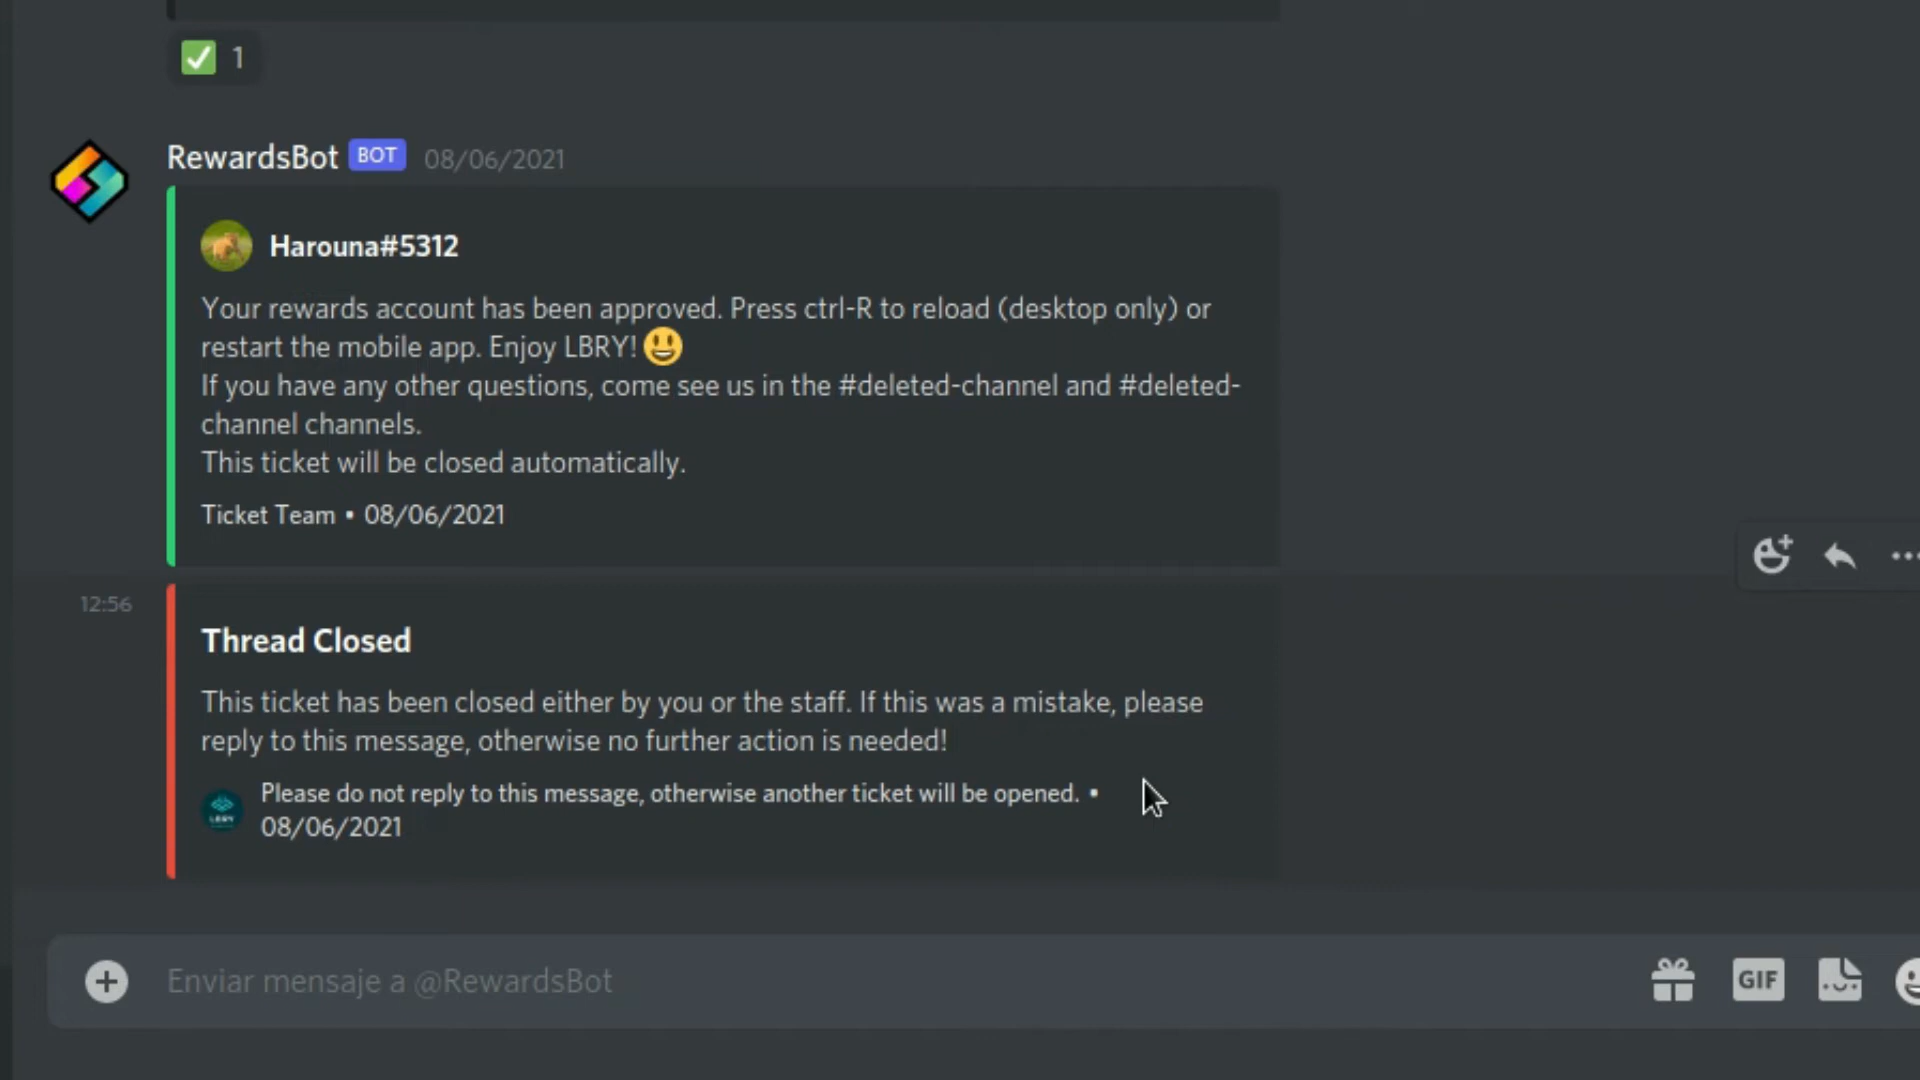 1
RewardsBot BOT 08/06/2021
Harouna#5312
Your rewards account has been approved. Press ctrl-R to reload (desktop only) or
restart the mobile app. Enjoy LBRY! 😃
If you have any other questions, come see us in the #deleted-channel and #deleted-
channel channels.
This ticket will be closed automatically.
Ticket Team • 08/06/2021
12:56
Thread Closed
This ticket has been closed either by you or the staff. If this was a mistake, please
reply to this message, otherwise no further action is needed!
LBRY
Please do not reply to this message, otherwise another ticket will be opened. •
08/06/2021
Enviar mensaje a @RewardsBot
GIF